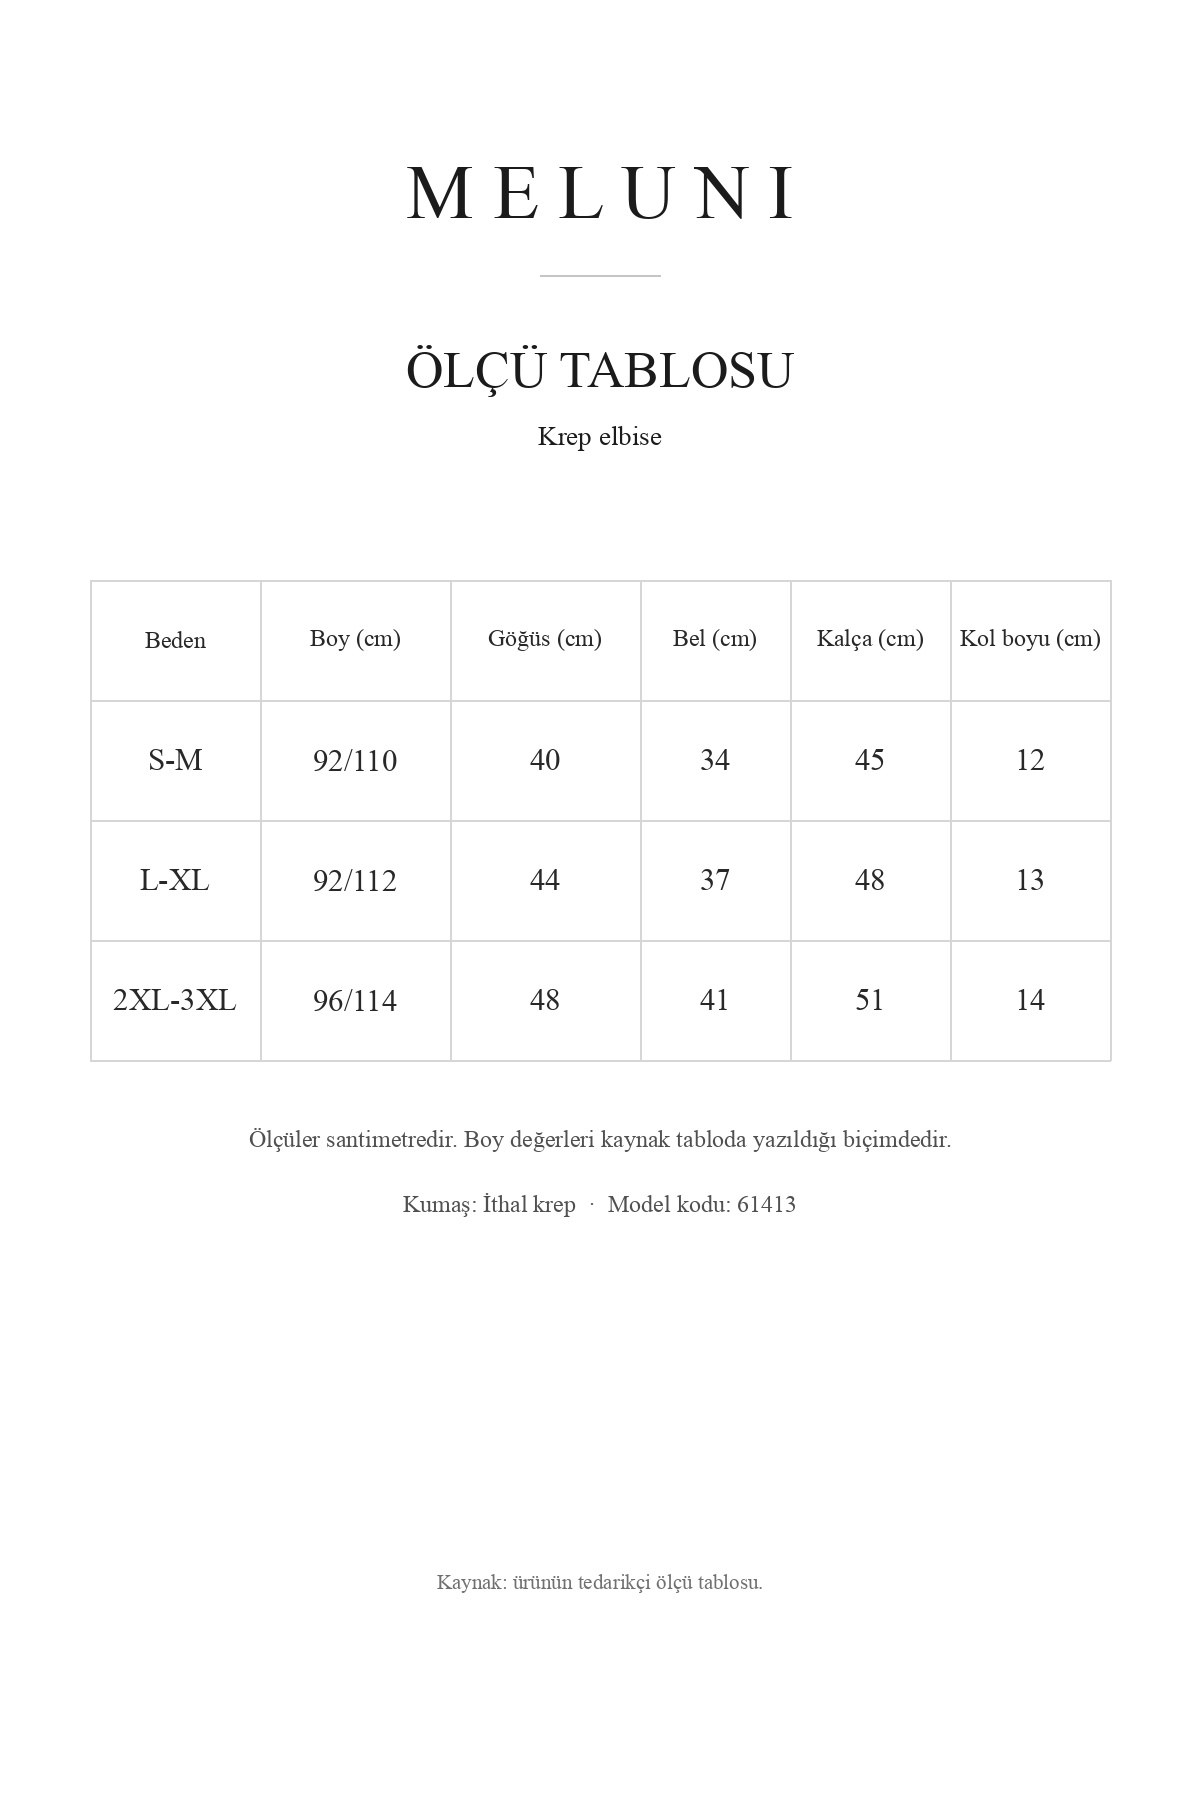 MELUNI
ÖLÇÜ TABLOSU
Krep elbise
Beden Boy (cm) Göğüs (cm) Bel (cm) Kalça (cm) Kol boyu (cm)
S-M 92/110 40 34 45 12
L-XL 92/112 44 37 48 13
2XL-3XL 96/114 48 41 51 14
Ölçüler santimetredir. Boy değerleri kaynak tabloda yazıldığı biçimdedir.
Kumaş: İthal krep · Model kodu: 61413
Kaynak: ürünün tedarikçi ölçü tablosu.